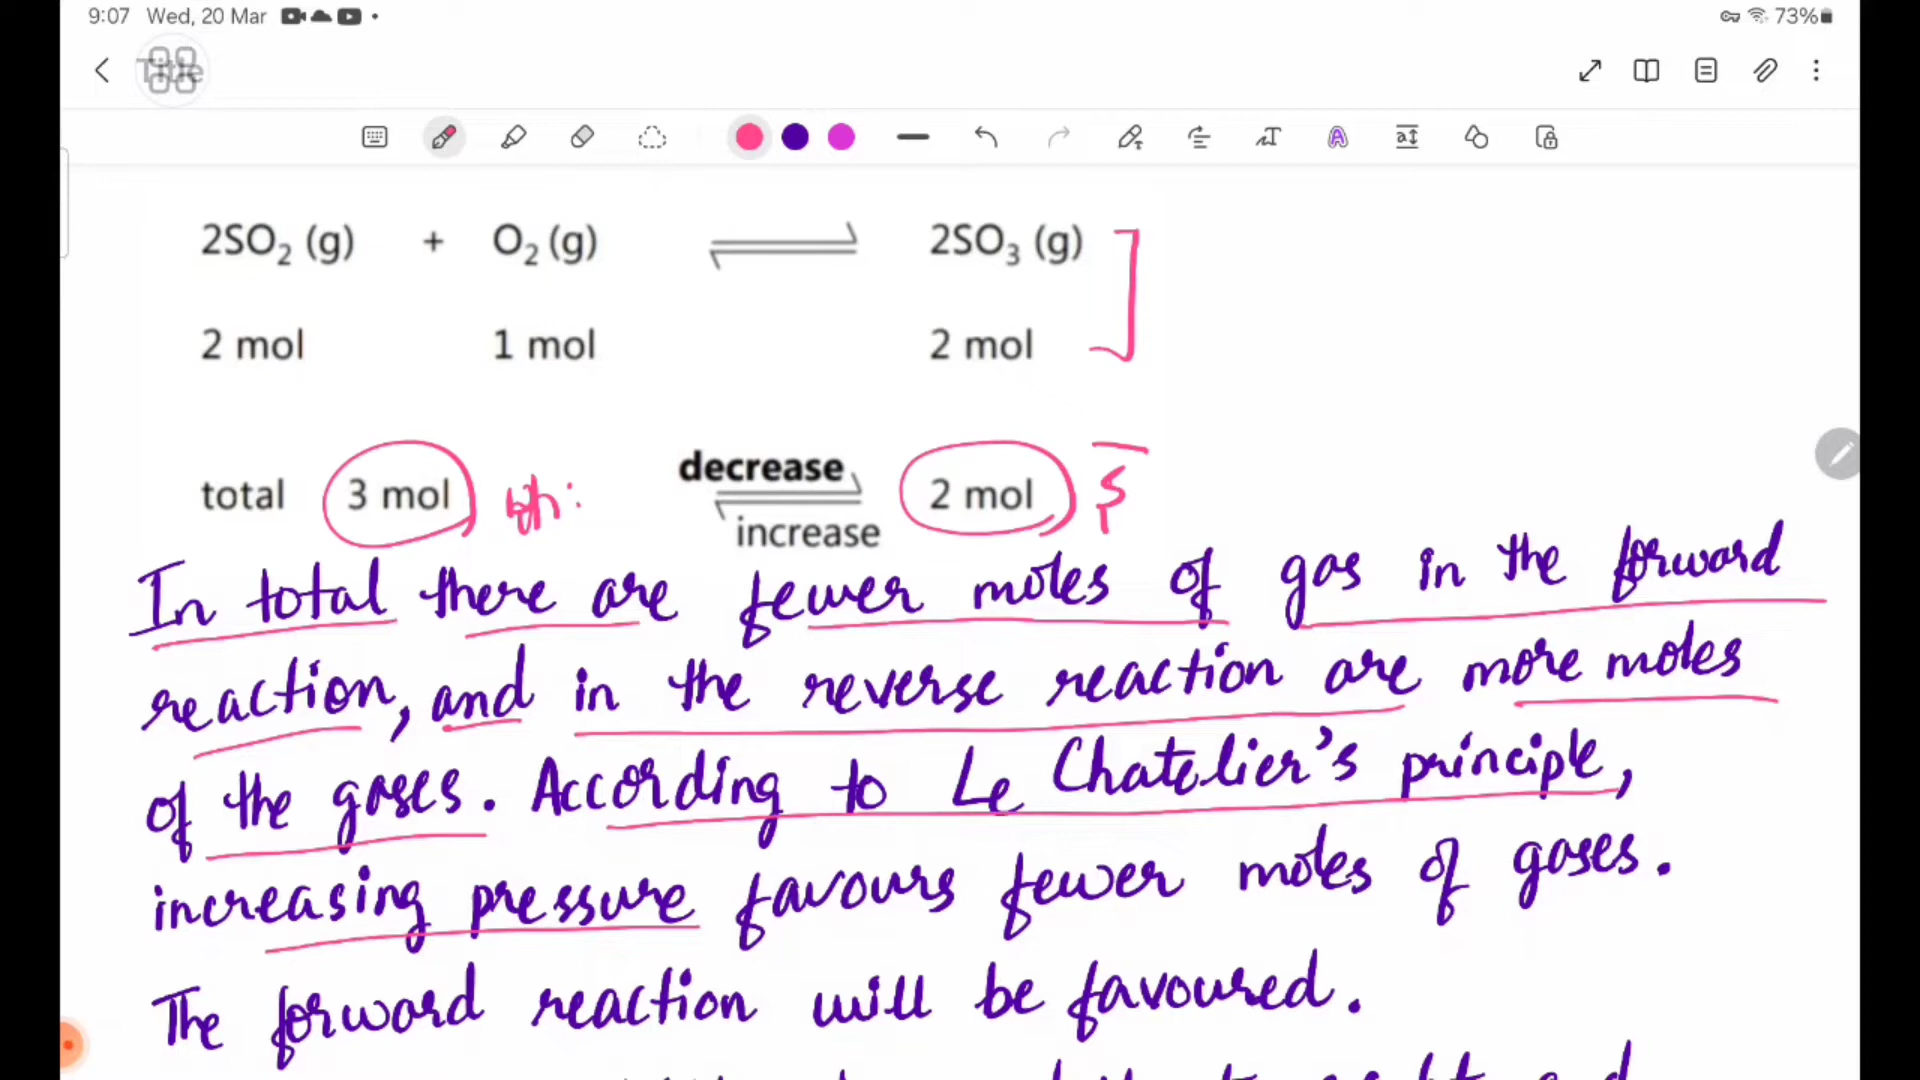 9:07 Wed, 20 Mar
73%
Title
2SO₂ (g) + O₂ (g) ⇌ 2SO₃ (g)
2 mol 1 mol 2 mol
decrease
total 3 mol ⇌ 2 mol
increase
In total there are fewer moles of gas in the forward
reaction, and in the reverse reaction are more moles
of the gases. According to Le Chatelier's principle,
increasing pressure favours fewer moles of gases.
The forward reaction will be favoured.